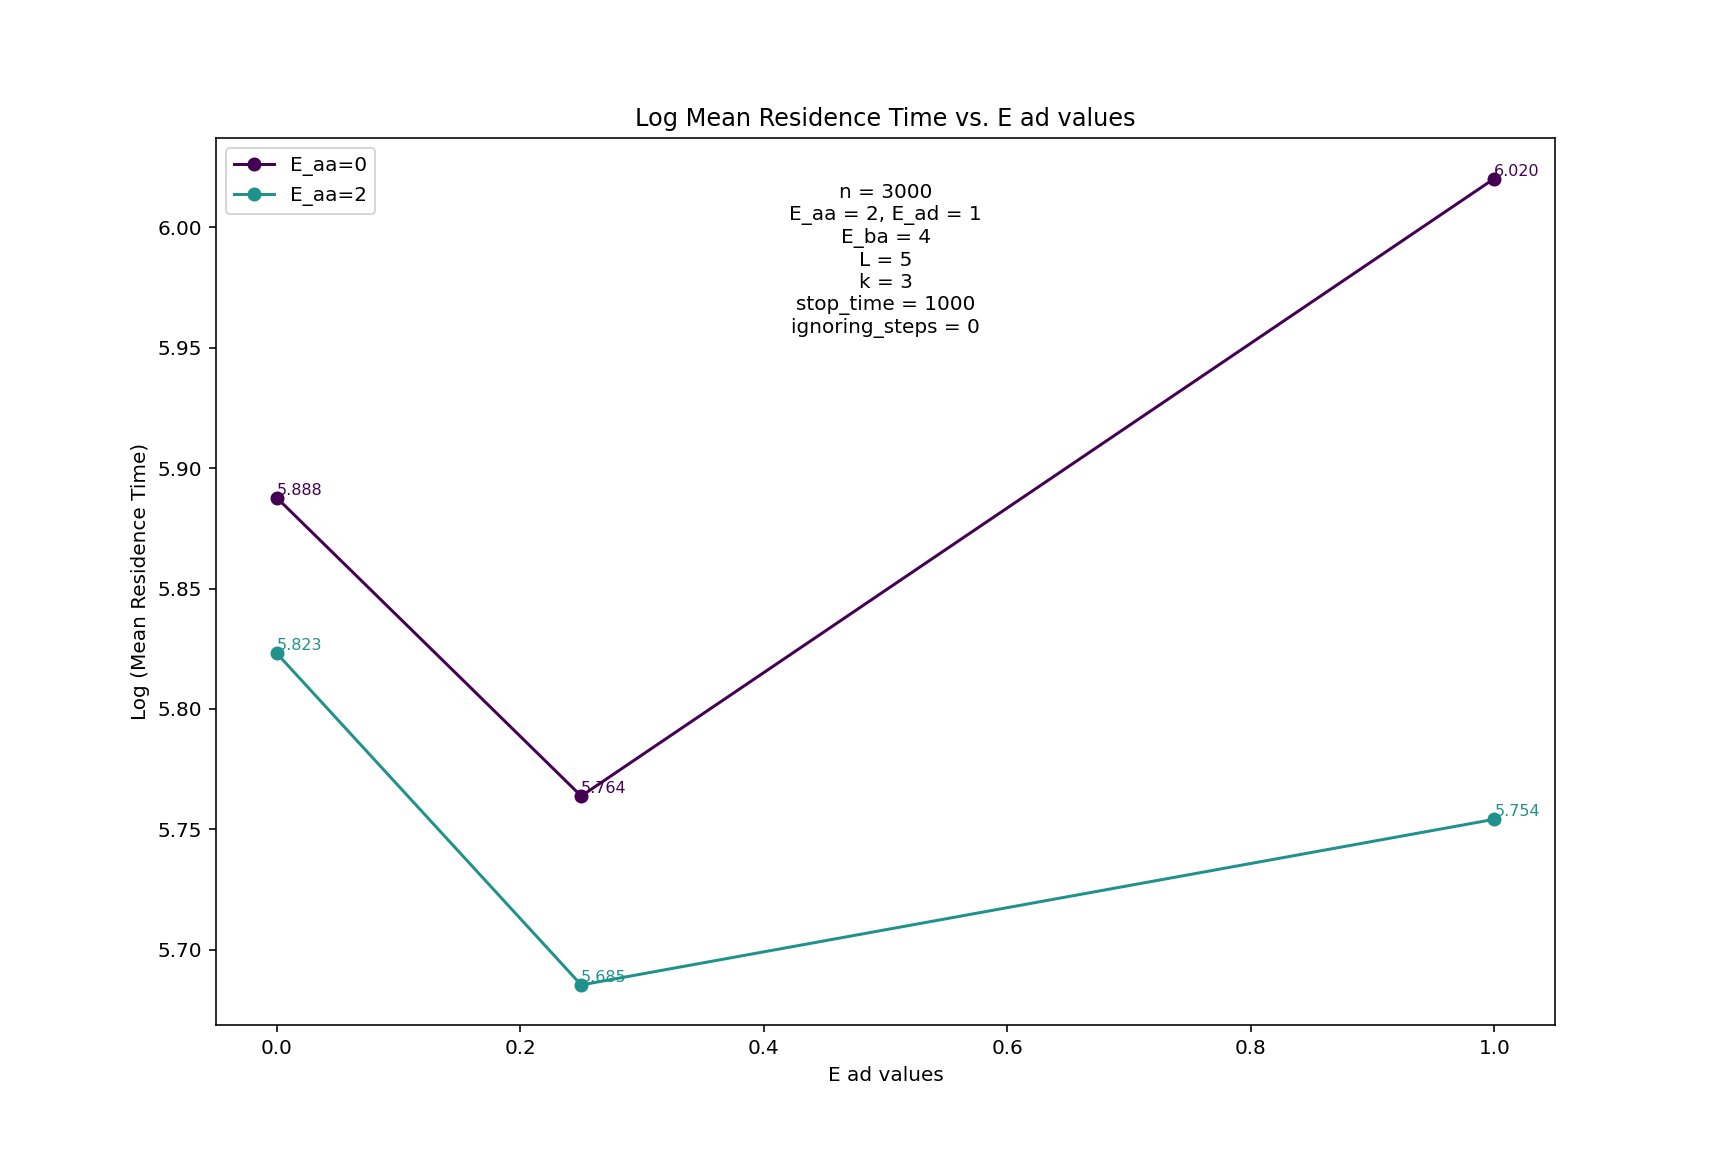 Log Mean Residence Time vs. E ad values
E_aa=0
E_aa=2
n = 3000
E_aa = 2, E_ad = 1
E_ba = 4
L = 5
k = 3
stop_time = 1000
ignoring_steps = 0
6.020
5.888
5.823
5.764
5.754
5.685
6.00
5.95
5.90
5.85
5.80
5.75
5.70
Log (Mean Residence Time)
0.0 0.2 0.4 0.6 0.8 1.0
E ad values